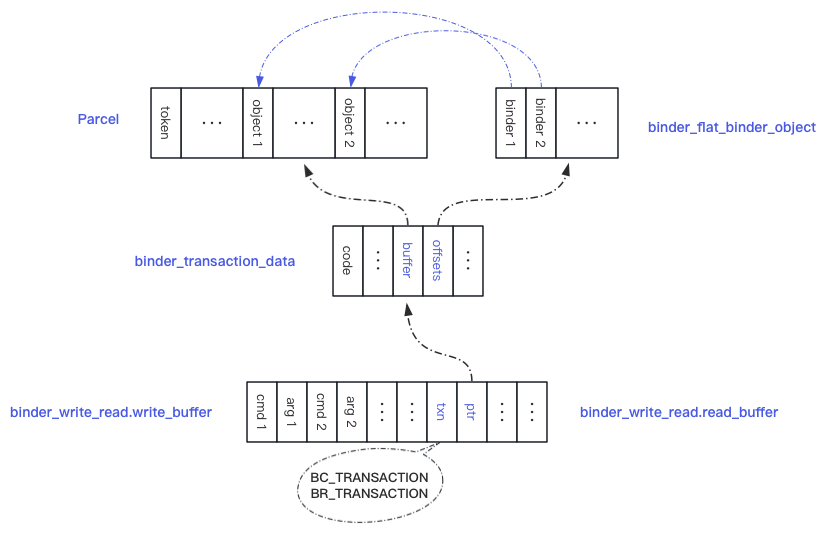 Parcel
token
...
object 1
...
object 2
...
binder 1
binder 2
...
binder_flat_binder_object
binder_transaction_data
code
...
buffer
offsets
...
binder_write_read.write_buffer
cmd 1
arg 1
cmd 2
arg 2
...
...
txn
ptr
...
...
binder_write_read.read_buffer
BC_TRANSACTION
BR_TRANSACTION